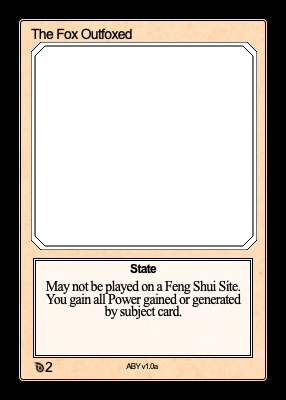 The Fox Outfoxed
State
May not be played on a Feng Shui Site.
You gain all Power gained or generated
by subject card.
2
ABY v1.0a